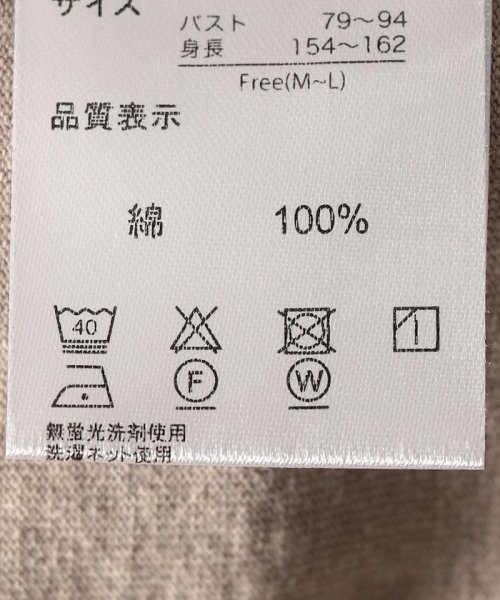 サイズ
バスト 79～94
身長 154～162
Free(M~L)
品質表示
綿 100%
40
F W
無蛍光洗剤使用
洗濯ネット使用